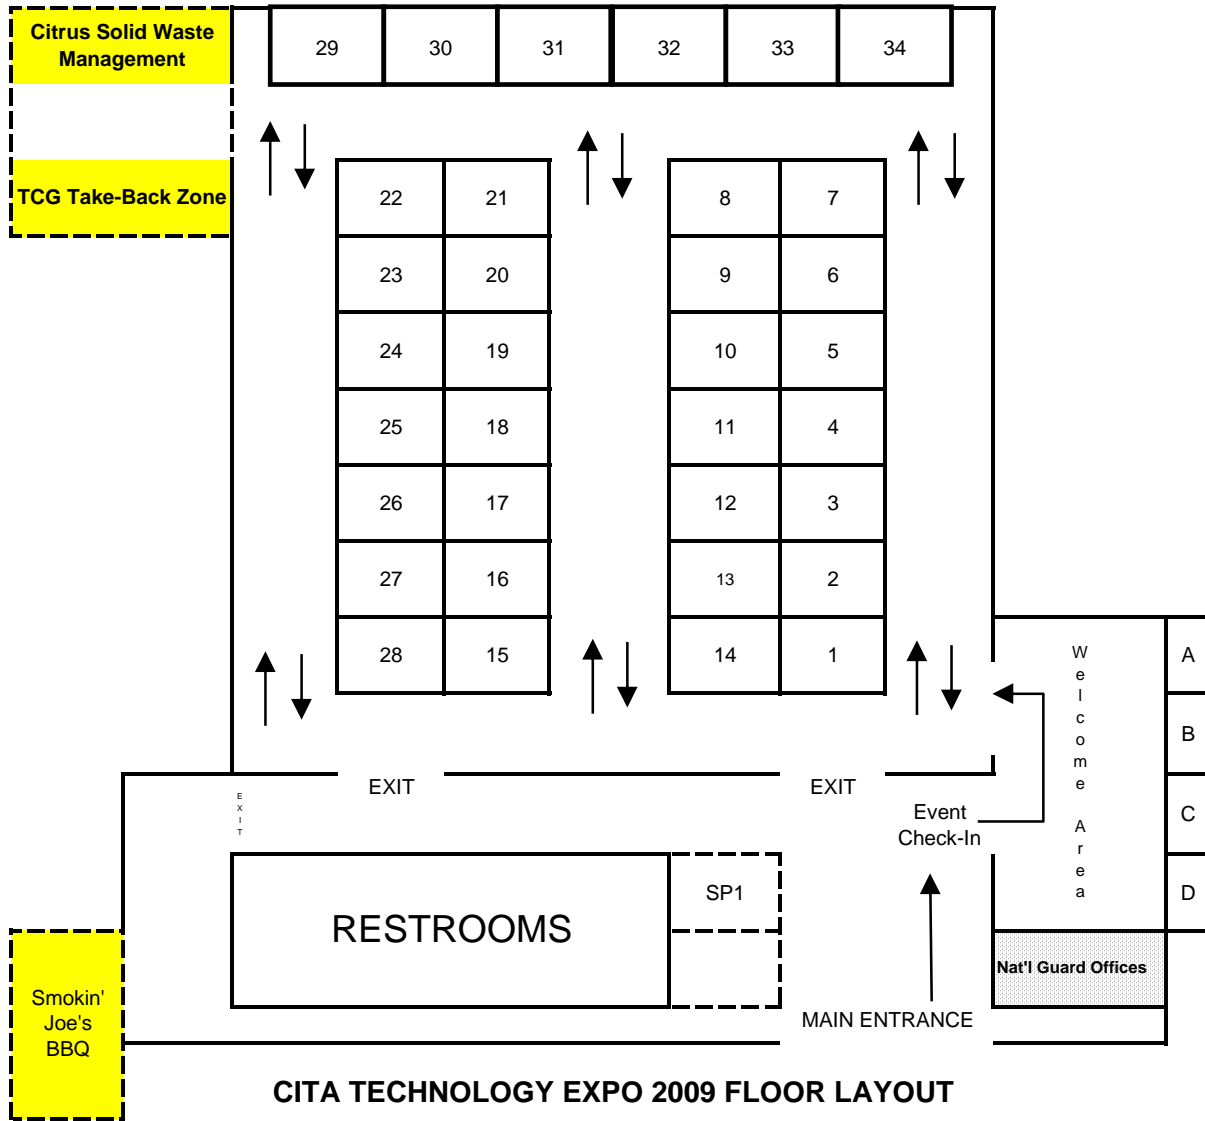 Citrus Solid Waste
Management
29 30 31 32 33 34
TCG Take-Back Zone
22 21 8 7
23 20 9 6
24 19 10 5
25 18 11 4
26 17 12 3
27 16 13 2
28 15 14 1
Welcome Area
A
B
C
D
EXIT
EXIT
EXIT
Event
Check-In
SP1
RESTROOMS
Nat'l Guard Offices
Smokin'
Joe's
BBQ
MAIN ENTRANCE
CITA TECHNOLOGY EXPO 2009 FLOOR LAYOUT